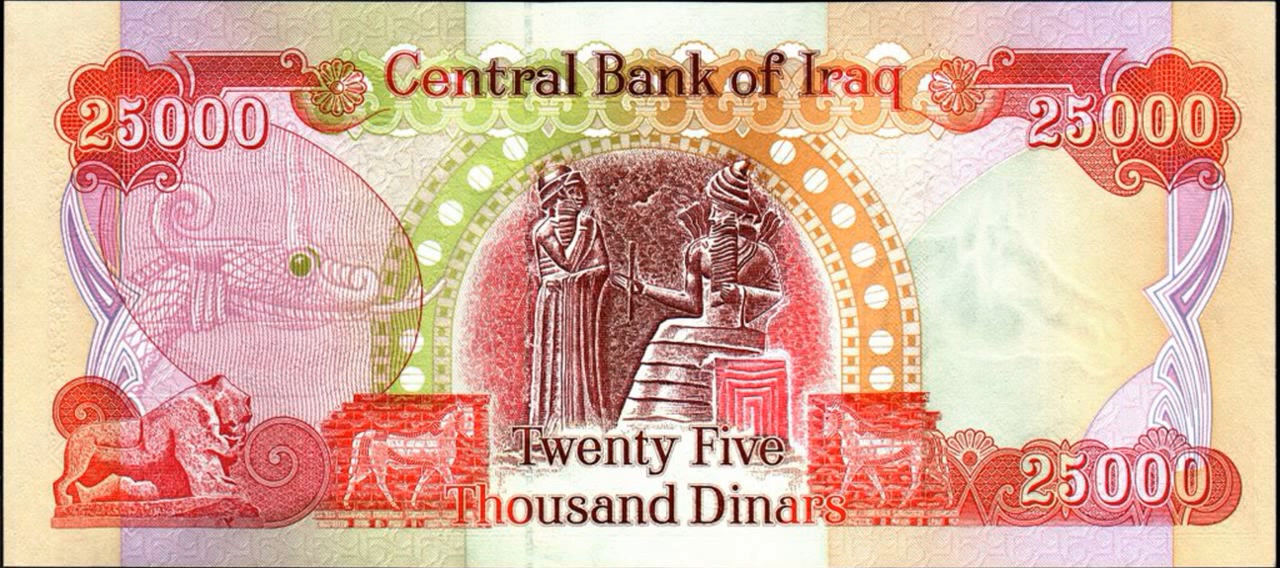 Central Bank of Iraq
25000
25000
Twenty Five
Thousand Dinars
25000